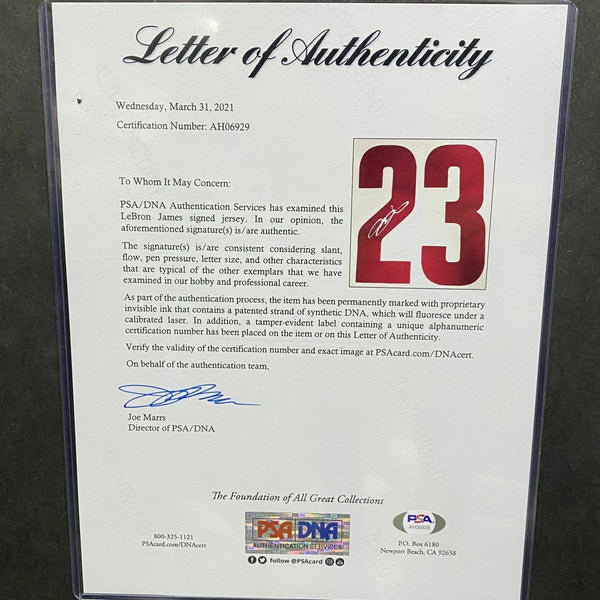 Letter of Authenticity
Wednesday, March 31, 2021
Certification Number: AH06929
To Whom It May Concern:
PSA/DNA Authentication Services has examined this
LeBron James signed jersey. In our opinion, the
aforementioned signature(s) is/are authentic.
The signature(s) is/are consistent considering slant,
flow, pen pressure, letter size, and other characteristics
that are typical of the other exemplars that we have
examined in our hobby and professional career.
23
As part of the authentication process, the item has been permanently marked with proprietary
invisible ink that contains a patented strand of synthetic DNA, which will fluoresce under a
calibrated laser. In addition, a tamper-evident label containing a unique alphanumeric
certification number has been placed on the item or on this Letter of Authenticity.
Verify the validity of the certification number and exact image at PSAcard.com/DNAcert.
On behalf of the authentication team,
Joe Marrs
Director of PSA/DNA
The Foundation of All Great Collections
800-325-1121
PSAcard.com/DNAcert
PSA DNA
AUTHENTICATION SERVICES
follow @PSAcard
PSA
AH06929
P.O. Box 6180
Newport Beach, CA 92658